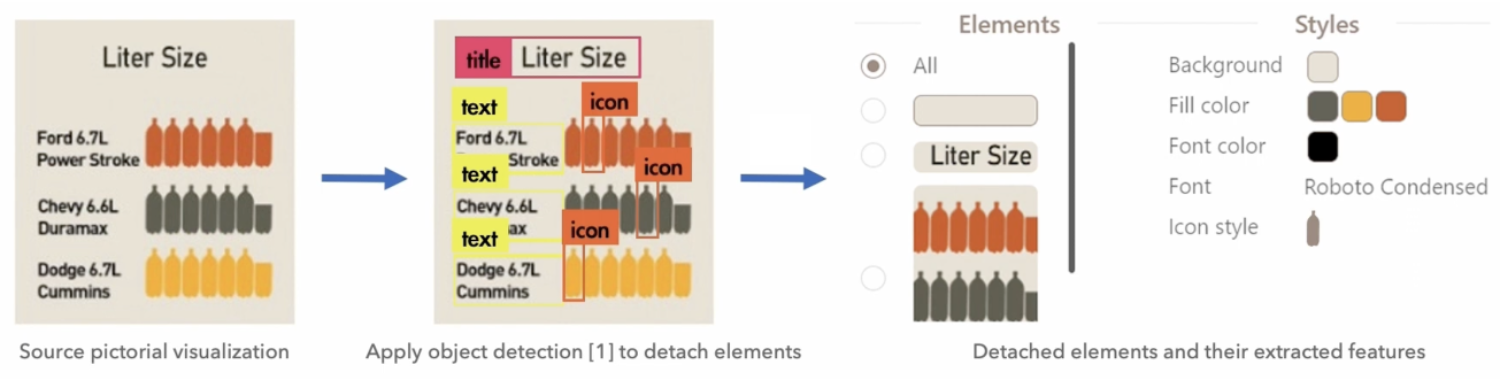 Liter Size
Ford 6.7L
Power Stroke
Chevy 6.6L
Duramax
Dodge 6.7L
Cummins
Source pictorial visualization
title Liter Size
text
icon
Ford 6.7L
Stroke
icon
text
Chevy 6.6L
ax
icon
text
Dodge 6.7L
Cummins
Apply object detection [1] to detach elements
Elements
All
Liter Size
Styles
Background
Fill color
Font color
Font Roboto Condensed
Icon style
Detached elements and their extracted features